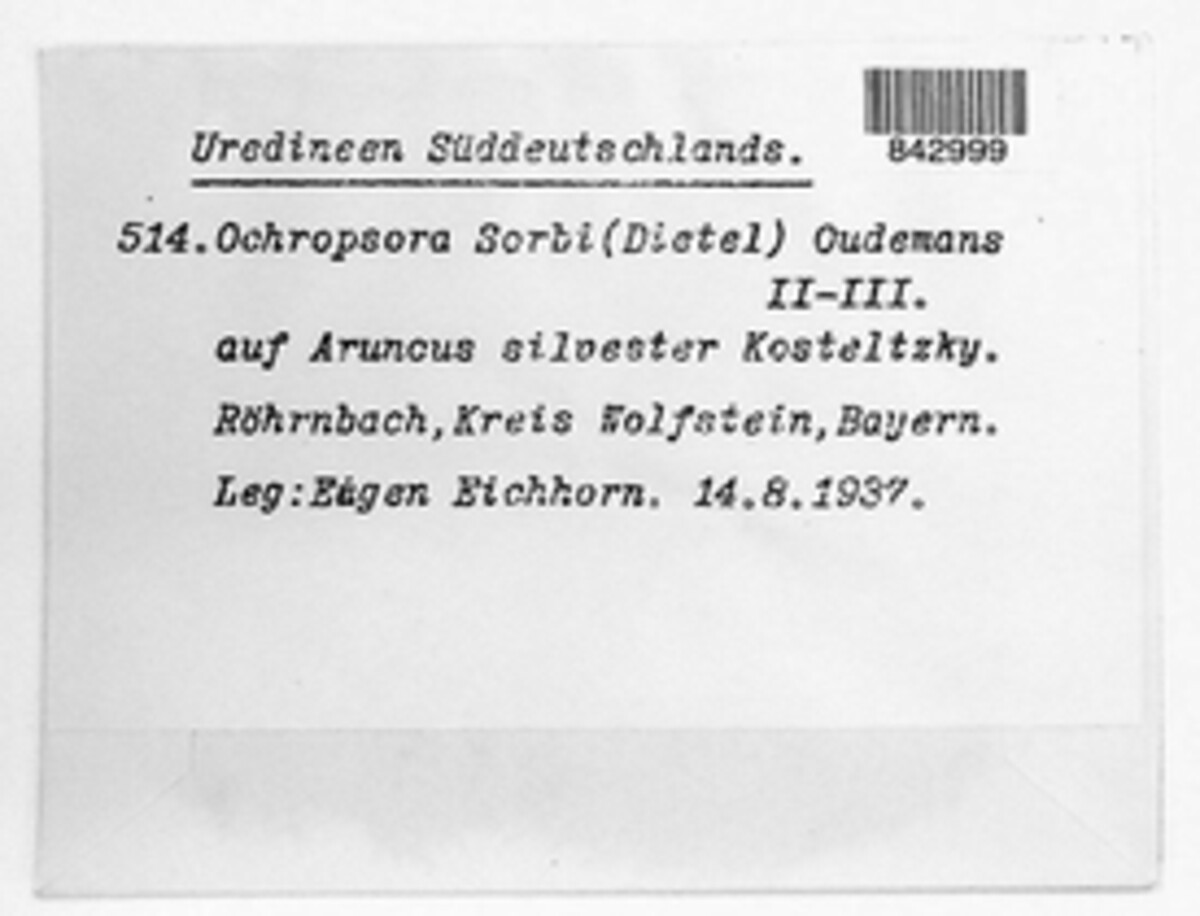 842999
Uredineen Süddeutschlands.
514. Ochropsora Sorbi (Dietel) Oudemans
II-III.
auf Aruncus silvester Kosteltzky.
Röhrnbach, Kreis Wolfstein, Bayern.
Leg: Eugen Eichhorn. 14.8.1937.